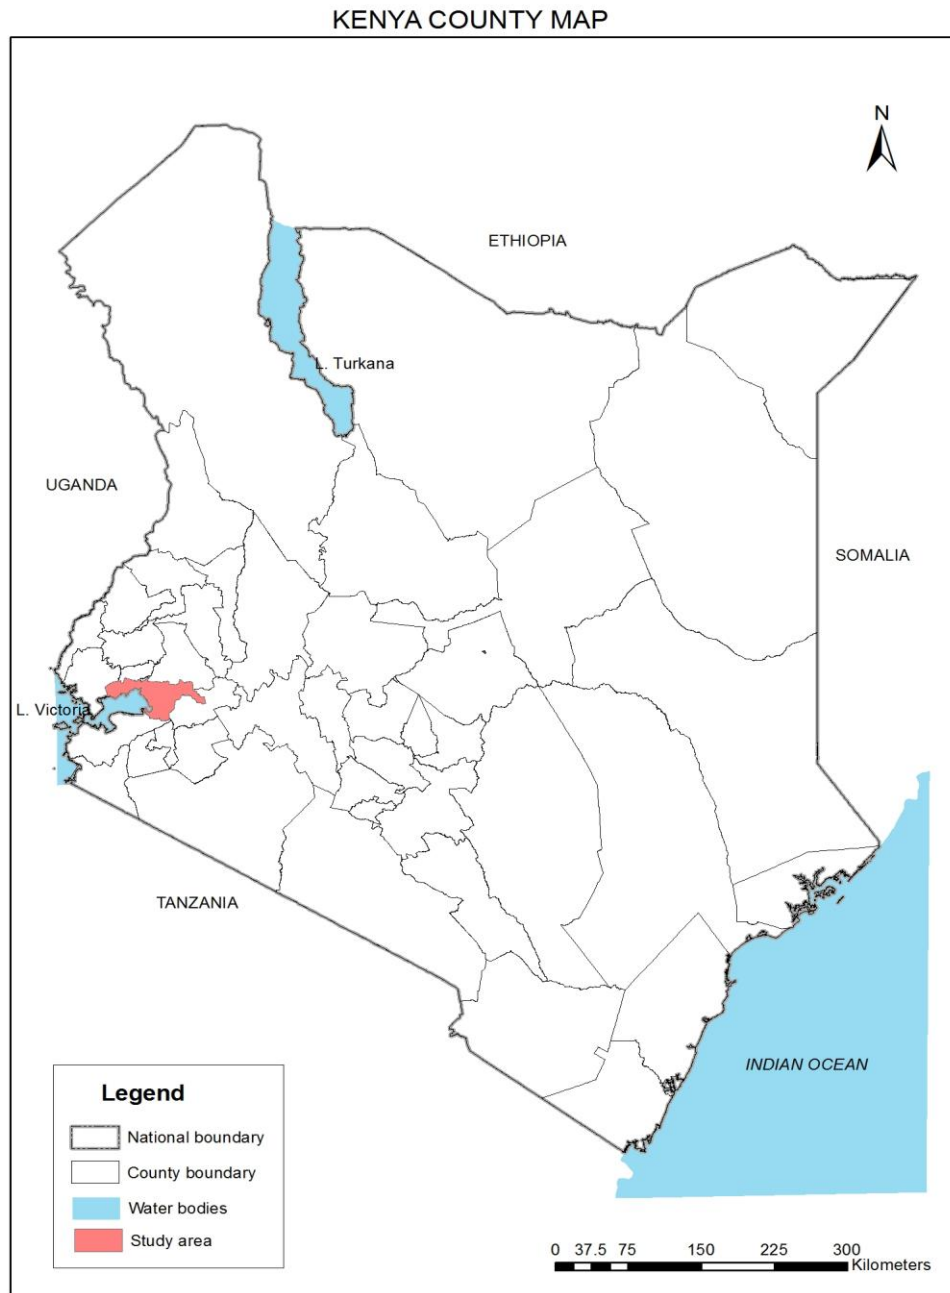 KENYA COUNTY MAP
N
ETHIOPIA
L. Turkana
UGANDA
SOMALIA
L. Victoria
TANZANIA
INDIAN OCEAN
Legend
National boundary
County boundary
Water bodies
Study area
0 37.5 75 150 225 300
Kilometers